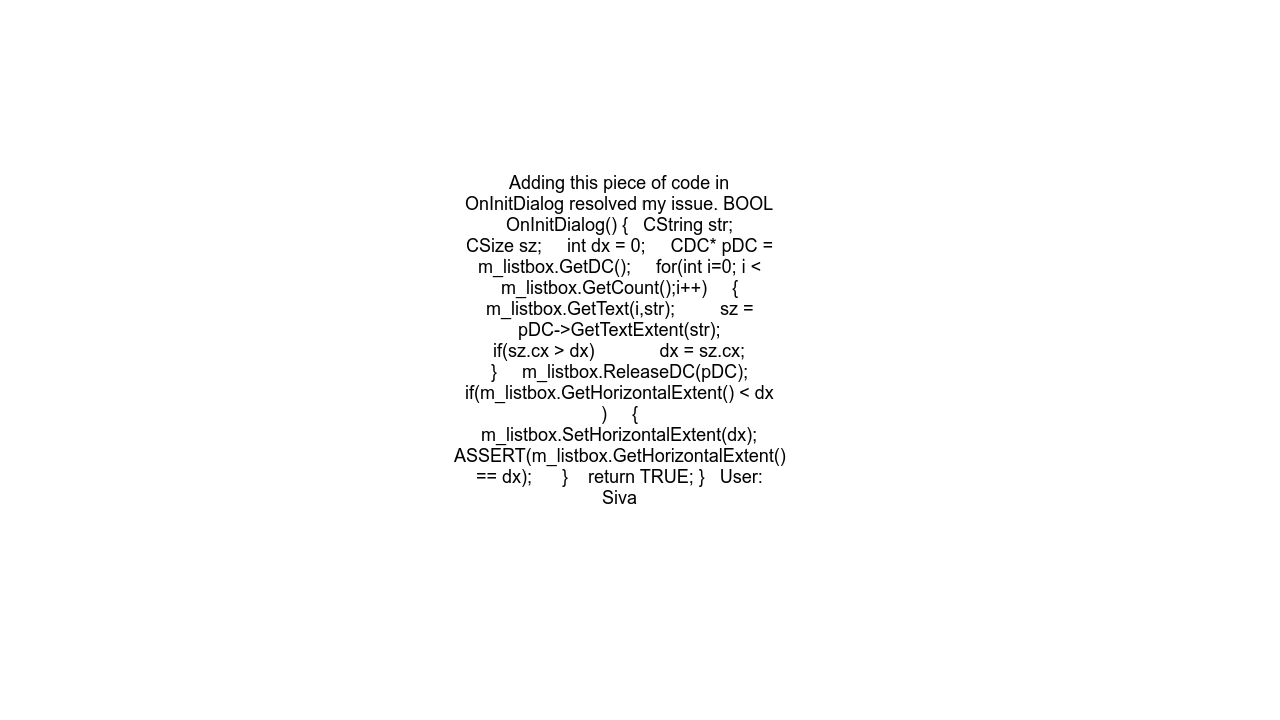 Adding this piece of code in
OnInitDialog resolved my issue. BOOL
OnInitDialog() {   CString str;
CSize sz;     int dx = 0;     CDC* pDC =
m_listbox.GetDC();     for(int i=0; i <
m_listbox.GetCount();i++)     {
m_listbox.GetText(i,str);         sz =
pDC->GetTextExtent(str);
if(sz.cx > dx)             dx = sz.cx;
}     m_listbox.ReleaseDC(pDC);
if(m_listbox.GetHorizontalExtent() < dx
)     {
m_listbox.SetHorizontalExtent(dx);
ASSERT(m_listbox.GetHorizontalExtent()
== dx);      }    return TRUE; }   User:
Siva